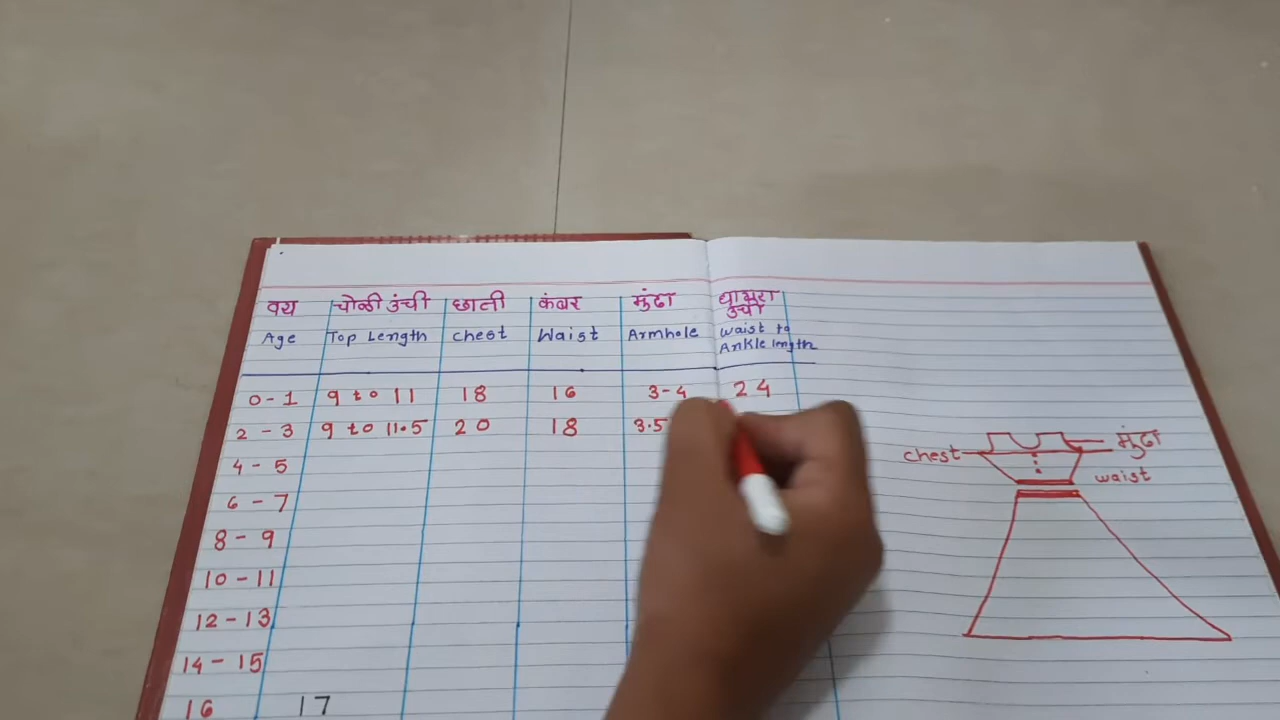 वय चोळी उंची छाती कंबर मुंढा घागरा
उंची
Age Top Length chest Waist Armhole Waist to
Ankle length
0 - 1 9 to 11 18 16 3-4 24
2 - 3 9 to 11.5 20 18 3.5
4 - 5
6 - 7
8 - 9
10 - 11
12 - 13
14 - 15
16 17
chest मुंढा
waist